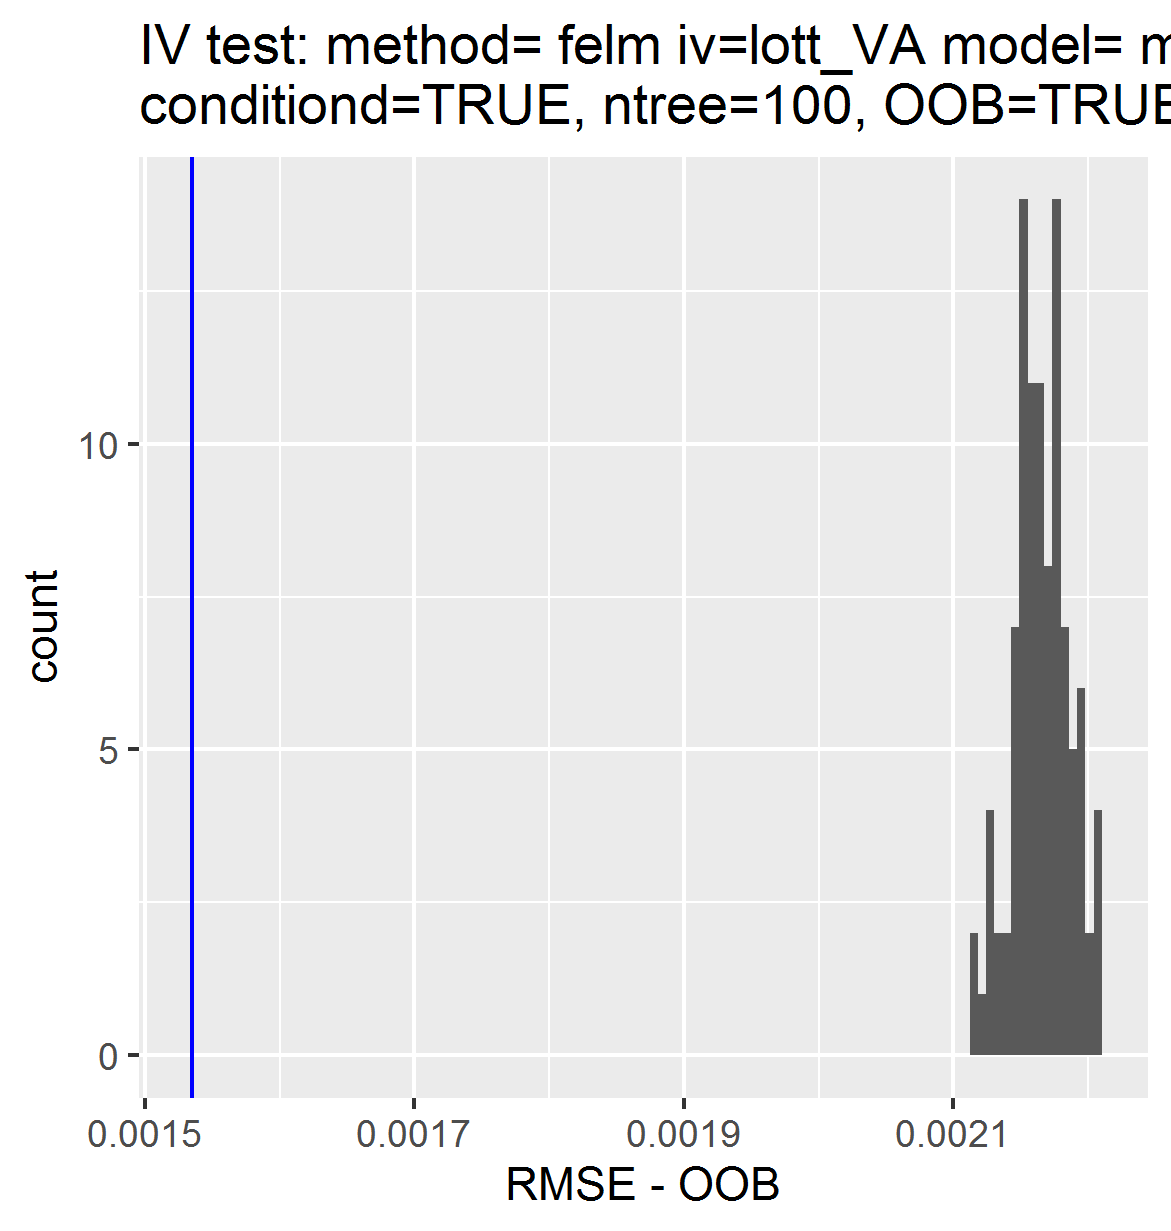 IV test: method= felm iv=lott_VA model=
conditiond=TRUE, ntree=100, OOB=TRUE
count
10
5
0
0.0015 0.0017 0.0019 0.0021
RMSE - OOB